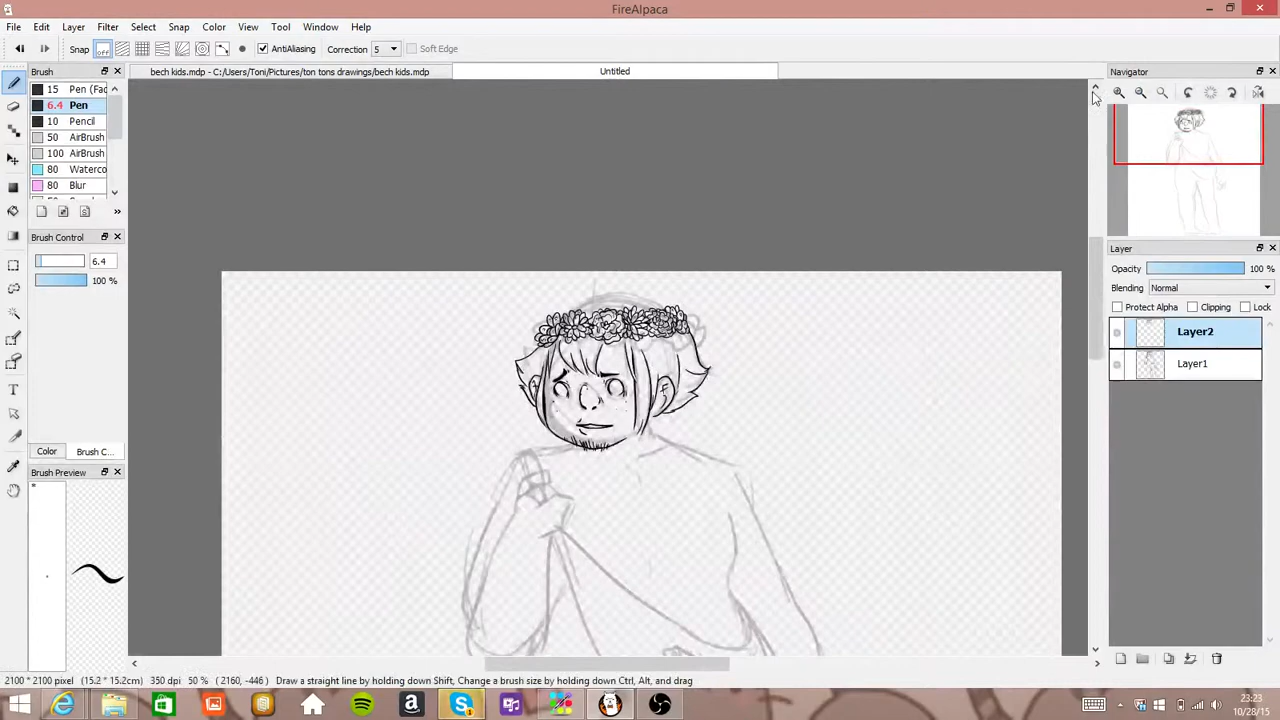 FireAlpaca
File Edit Layer Filter Select Snap Color View Tool Window Help
Snap off AntiAliasing Correction 5 Soft Edge
Brush
bech kids.mdp - C:/Users/Toni/Pictures/ton tons drawings/bech kids.mdp
Untitled
Navigator
15 Pen (Fad
6.4 Pen
10 Pencil
50 AirBrush
100 AirBrush
80 Waterco
80 Blur
Brush Control
6.4
100 %
Layer
Opacity 100 %
Blending Normal
Protect Alpha Clipping Lock
Layer2
Layer1
Color Brush C...
Brush Preview
*
2100 * 2100 pixel (15.2 * 15.2cm) 350 dpi 50 % ( 2160, -446 ) Draw a straight line by holding down Shift, Change a brush size by holding down Ctrl, Alt, and drag
23:23
10/28/15